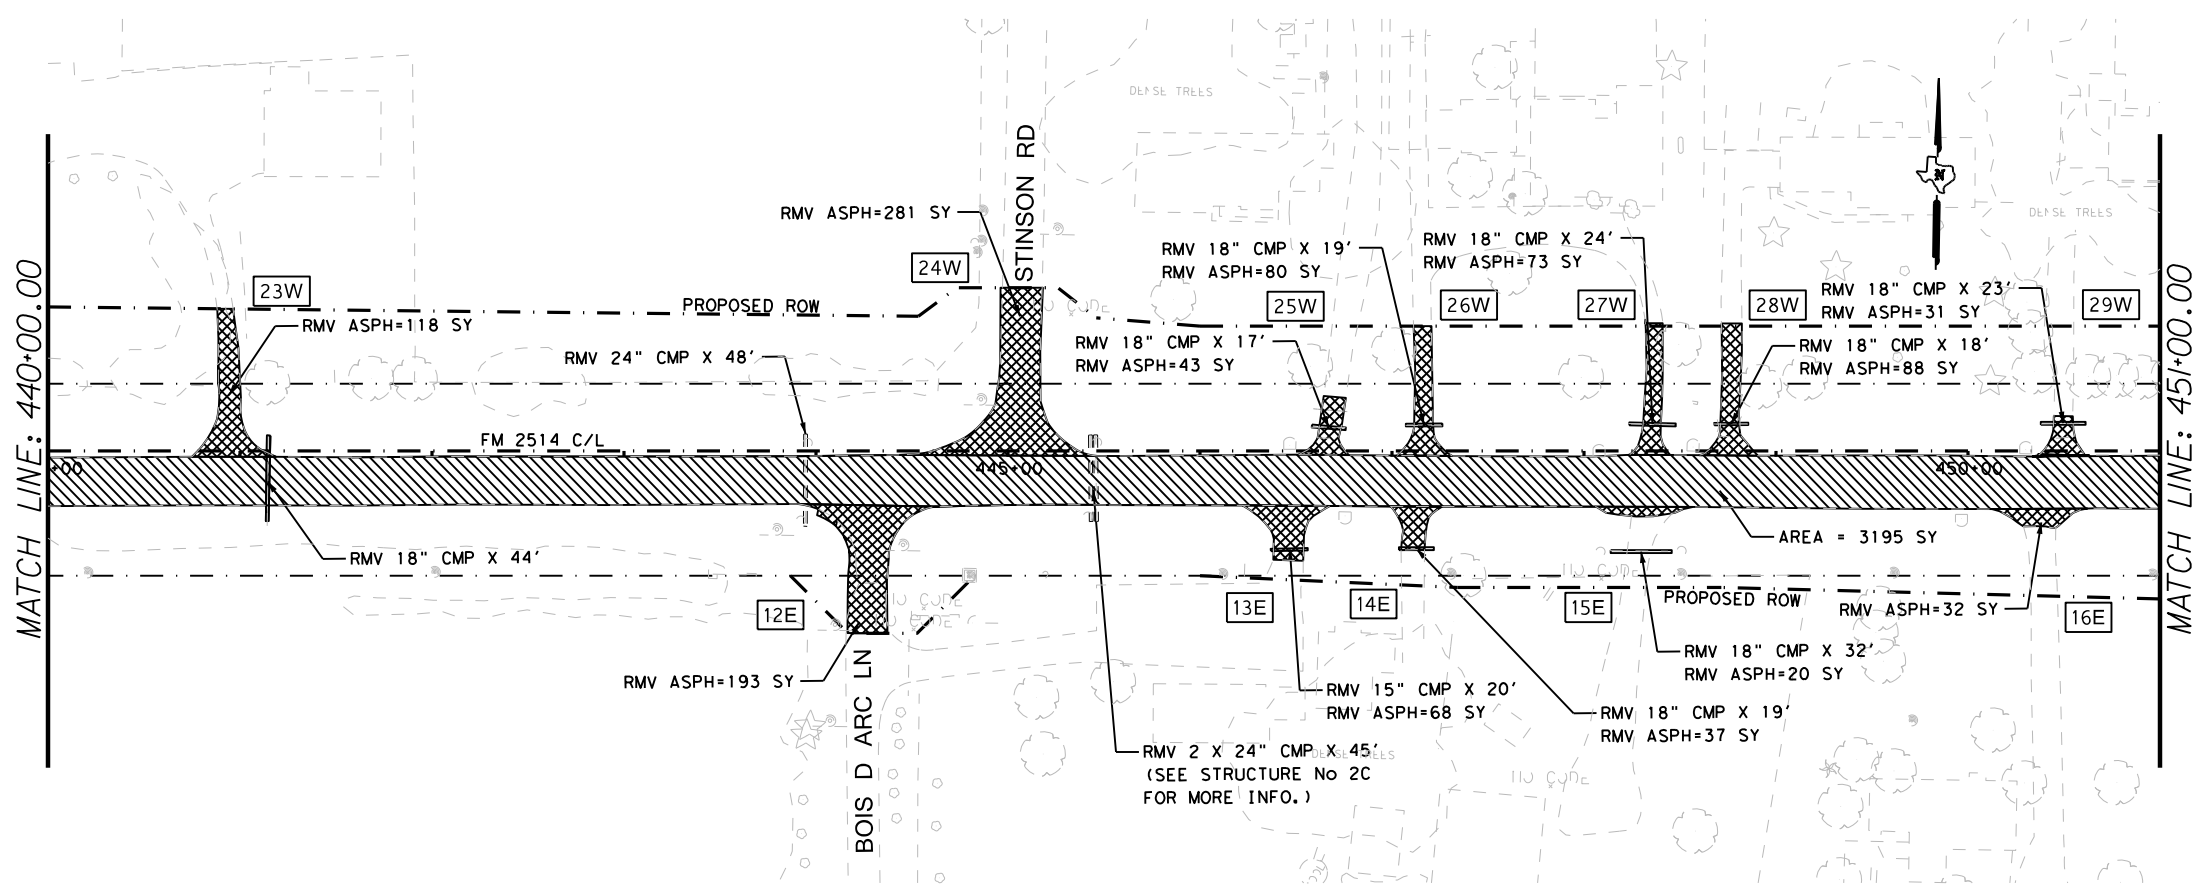 DENSE TREES
STINSON RD
RMV ASPH=281 SY
DENSE TREES
24W
RMV 18" CMP X 19'
RMV ASPH=80 SY
RMV 18" CMP X 24'
RMV ASPH=73 SY
N
MATCH LINE: 440+00.00
23W
PROPOSED ROW
25W
26W
27W
28W
RMV 18" CMP X 23'
RMV ASPH=31 SY
29W
MATCH LINE: 451+00.00
RMV ASPH=118 SY
RMV 24" CMP X 48'
RMV 18" CMP X 17'
RMV ASPH=43 SY
RMV 18" CMP X 18'
RMV ASPH=88 SY
FM 2514 C/L
+00
445+00
450+00
RMV 18" CMP X 44'
AREA = 3195 SY
12E
13E
14E
15E
PROPOSED ROW
RMV ASPH=32 SY
16E
RMV ASPH=193 SY
BOIS D ARC LN
RMV 18" CMP X 32'
RMV ASPH=20 SY
RMV 15" CMP X 20'
RMV ASPH=68 SY
RMV 18" CMP X 19'
RMV ASPH=37 SY
RMV 2 X 24" CMP X 45'
(SEE STRUCTURE No 2C
FOR MORE INFO.)
DENSE TREES
NO CODE